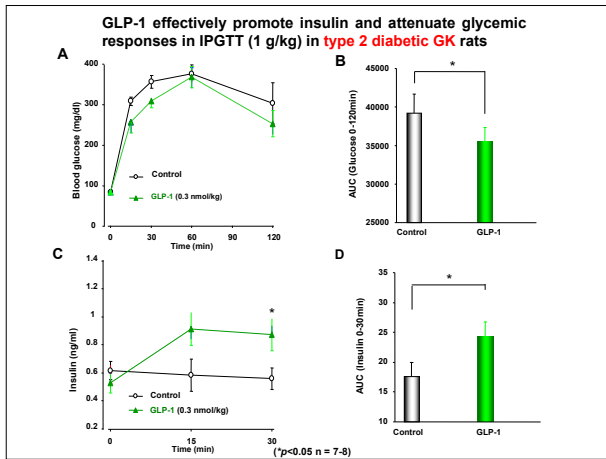 GLP-1 effectively promote insulin and attenuate glycemic
responses in IPGTT (1 g/kg) in type 2 diabetic GK rats
A
Blood glucose (mg/dl)
400
300
200
100
0
Control
GLP-1 (0.3 nmol/kg)
0 30 60 90 120
Time (min)
B
AUC (Glucose 0-120min)
45000
40000
35000
30000
25000
*
Control GLP-1
C
Insulin (ng/ml)
1.4
1.2
1
0.8
0.6
0.4
0.2
*
Control
GLP-1 (0.3 nmol/kg)
0 15 30
Time (min)
D
AUC (Insulin 0-30min)
35
30
25
20
15
10
*
Control GLP-1
(*p<0.05 n = 7-8)